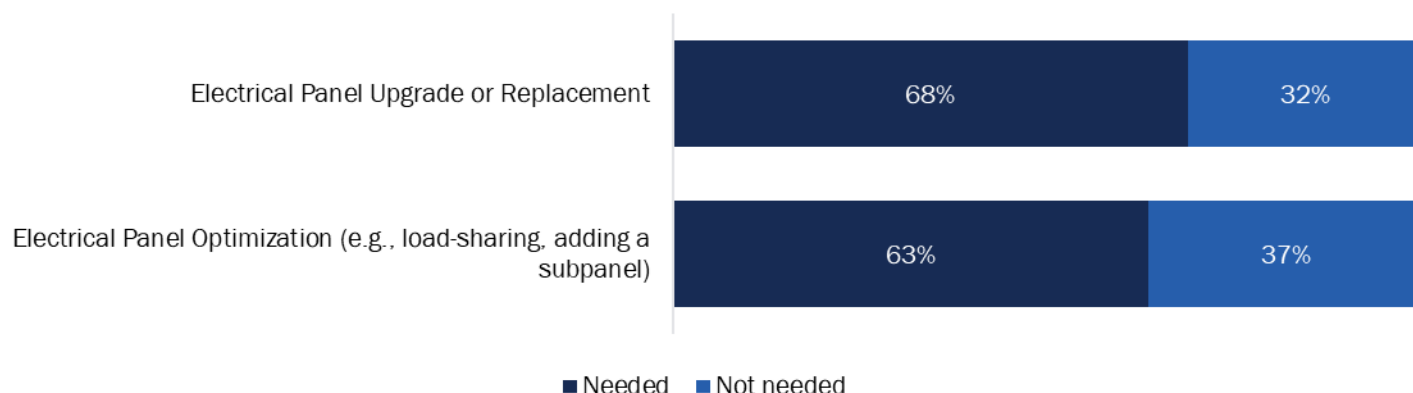 Electrical Panel Upgrade or Replacement
68%
32%
Electrical Panel Optimization (e.g., load-sharing, adding a
subpanel)
63%
37%
Needed
Not needed